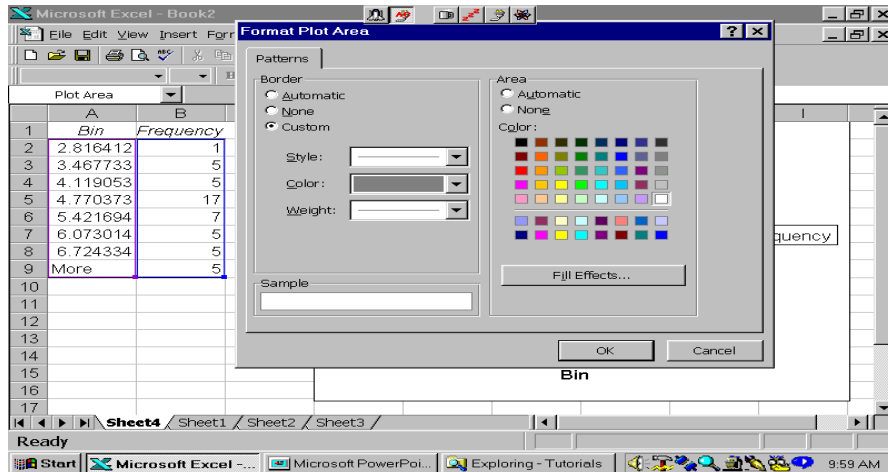 Microsoft Excel - Book2
File Edit View Insert
Format Plot Area
Patterns
Border
Automatic
None
Custom
Style:
Color:
Weight:
Sample
Area
Automatic
None
Color:
Fill Effects...
OK Cancel
Plot Area
A B I
1 Bin Frequency
2 2.816412 1
3 3.467733 5
4 4.119053 5
5 4.770373 17
6 5.421694 7
7 6.073014 5
8 6.724334 5
9 More 5
10
11
12
13
14
15
16
17
quency
Bin
Sheet4 Sheet1 Sheet2 Sheet3
Ready
Start Microsoft Excel -... Microsoft PowerPoi... Exploring - Tutorials 9:59 AM